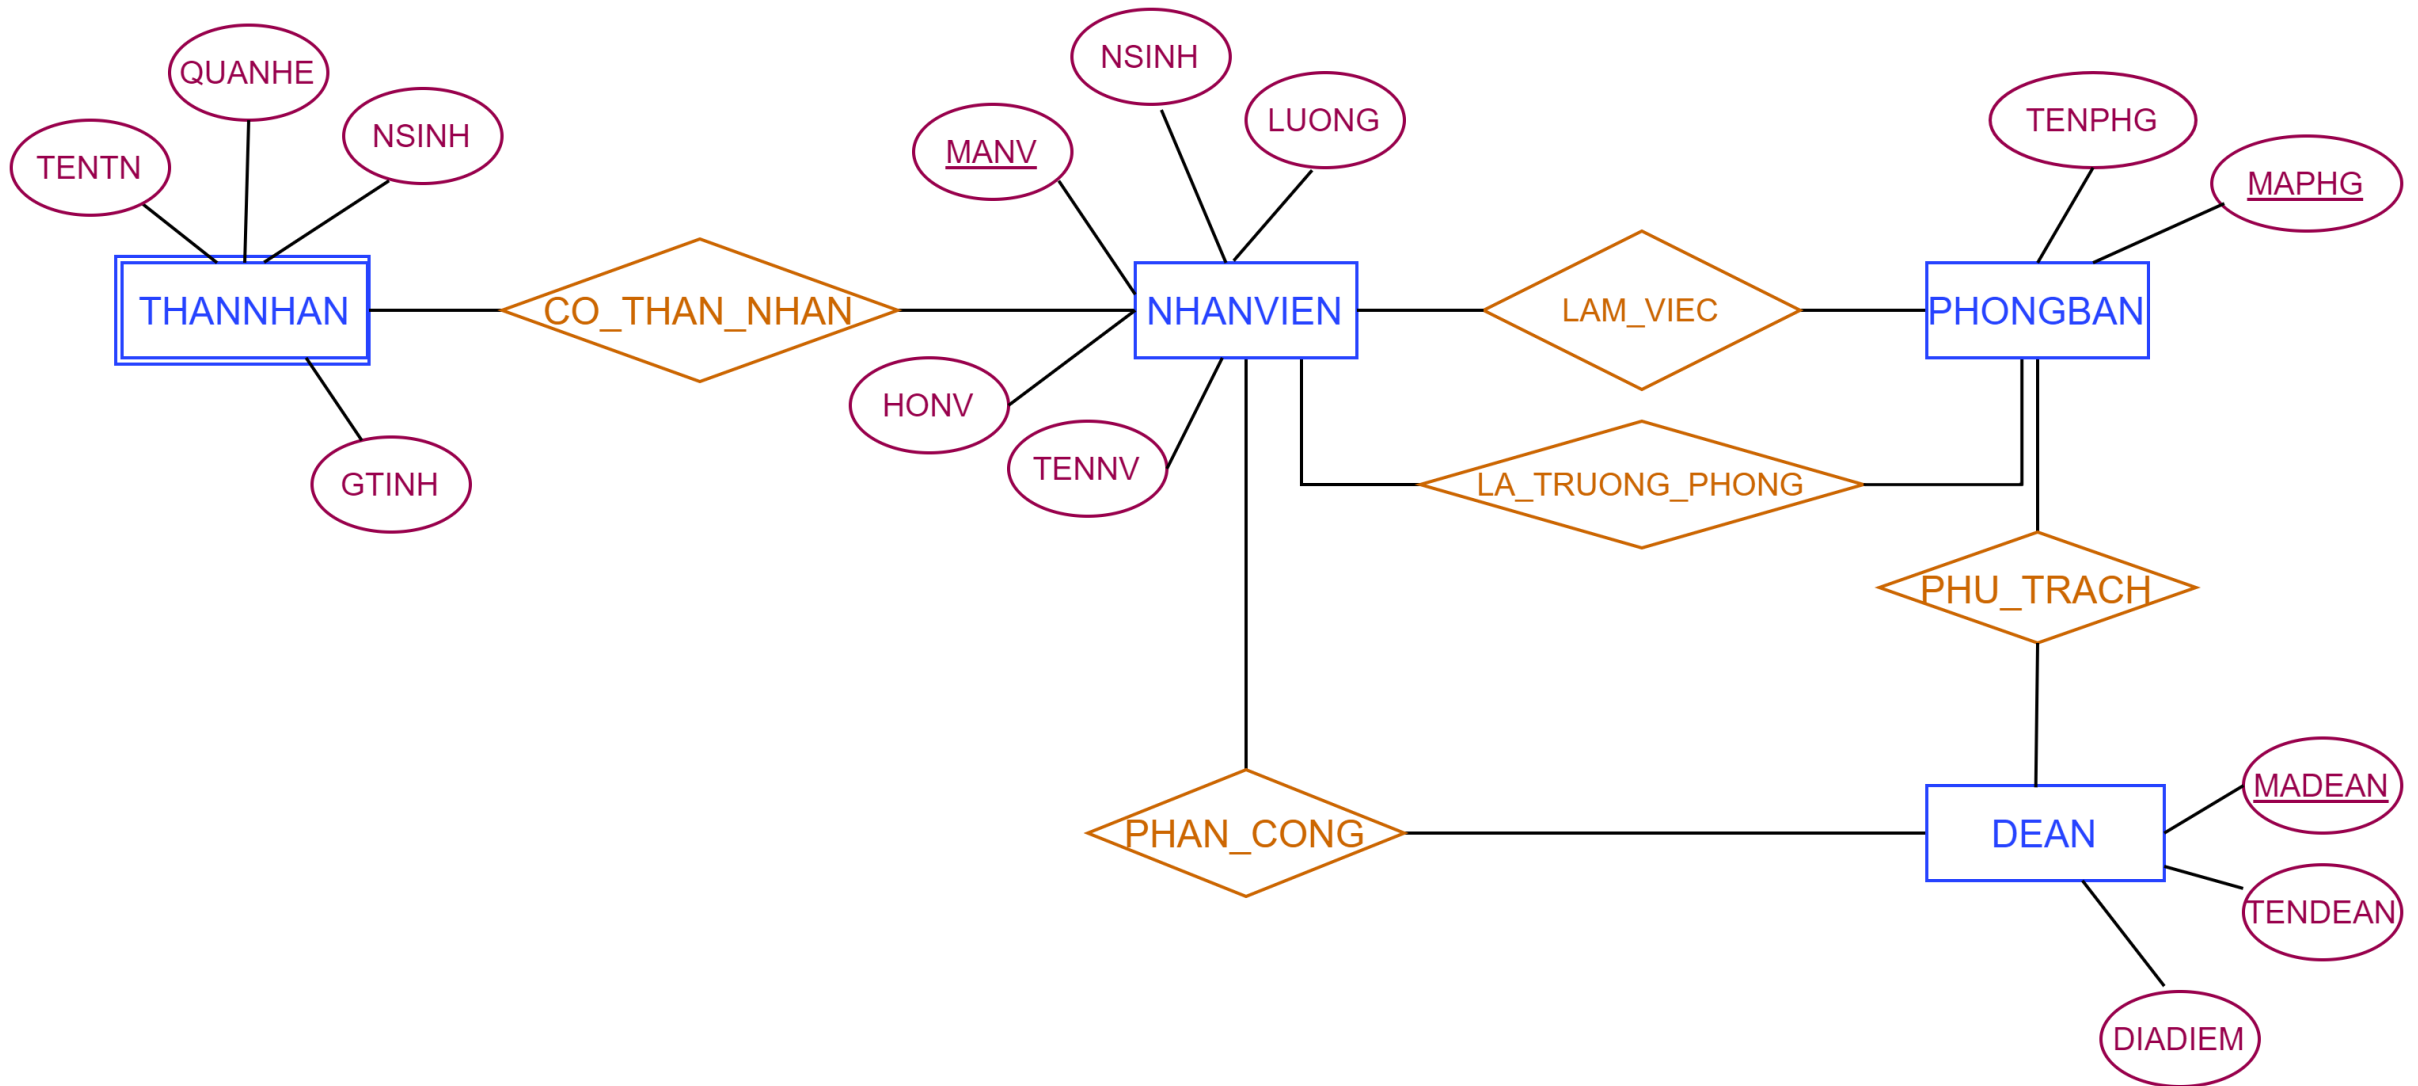 NSINH
QUANHE
LUONG
TENPHG
NSINH
MANV
TENTN
MAPHG
THANNHAN
CO_THAN_NHAN
NHANVIEN
LAM_VIEC
PHONGBAN
HONV
TENNV
GTINH
LA_TRUONG_PHONG
PHU_TRACH
MADEAN
PHAN_CONG
DEAN
TENDEAN
DIADIEM